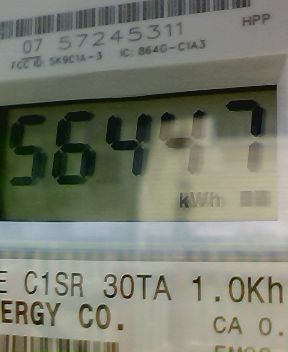 07 57245311
HPP
FCC ID: SK9C1A-3 IC: 864G-C1A3
56447
kWh
E C1SR 30TA 1.0Kh
ERGY CO.
CA 0.